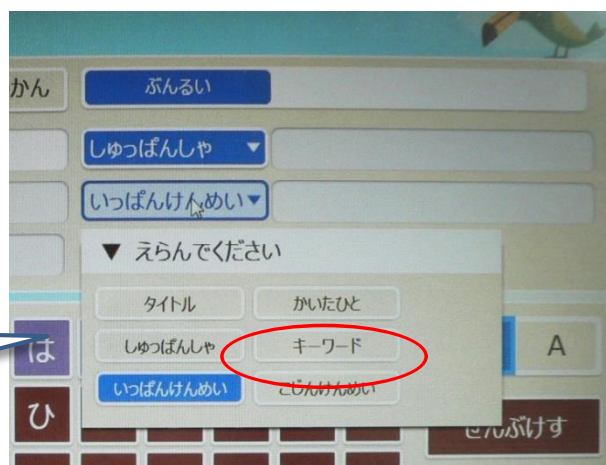 かん ぶんるい
しゅっぱんしゃ ▼
いっぱんけんめい ▼
▼ えらんでください
タイトル かいたひと
しゅっぱんしゃ キーワード
は A
いっぱんけんめい こじんけんめい
ひ ぜんぶけす